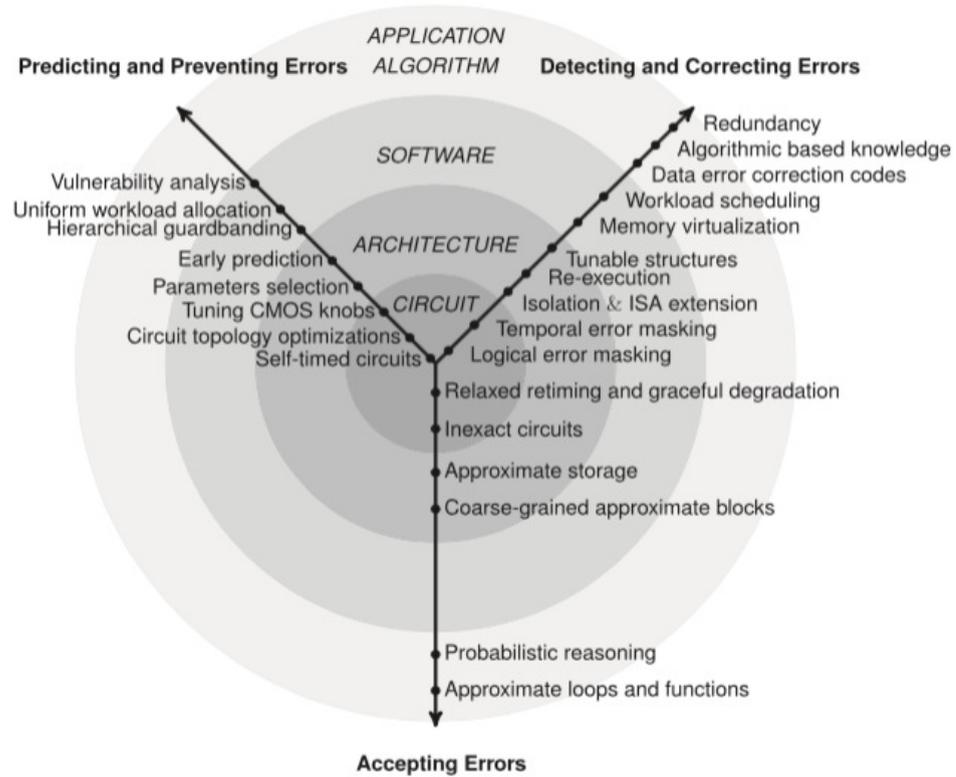 APPLICATION
Predicting and Preventing Errors ALGORITHM Detecting and Correcting Errors
Redundancy
Algorithmic based knowledge
SOFTWARE
Data error correction codes
Vulnerability analysis
Workload scheduling
Uniform workload allocation
Memory virtualization
Hierarchical guardbanding
ARCHITECTURE
Early prediction
Tunable structures
Re-execution
Parameters selection
CIRCUIT
Isolation & ISA extension
Tuning CMOS knobs
Temporal error masking
Circuit topology optimizations
Logical error masking
Self-timed circuits
Relaxed retiming and graceful degradation
Inexact circuits
Approximate storage
Coarse-grained approximate blocks
Probabilistic reasoning
Approximate loops and functions
Accepting Errors